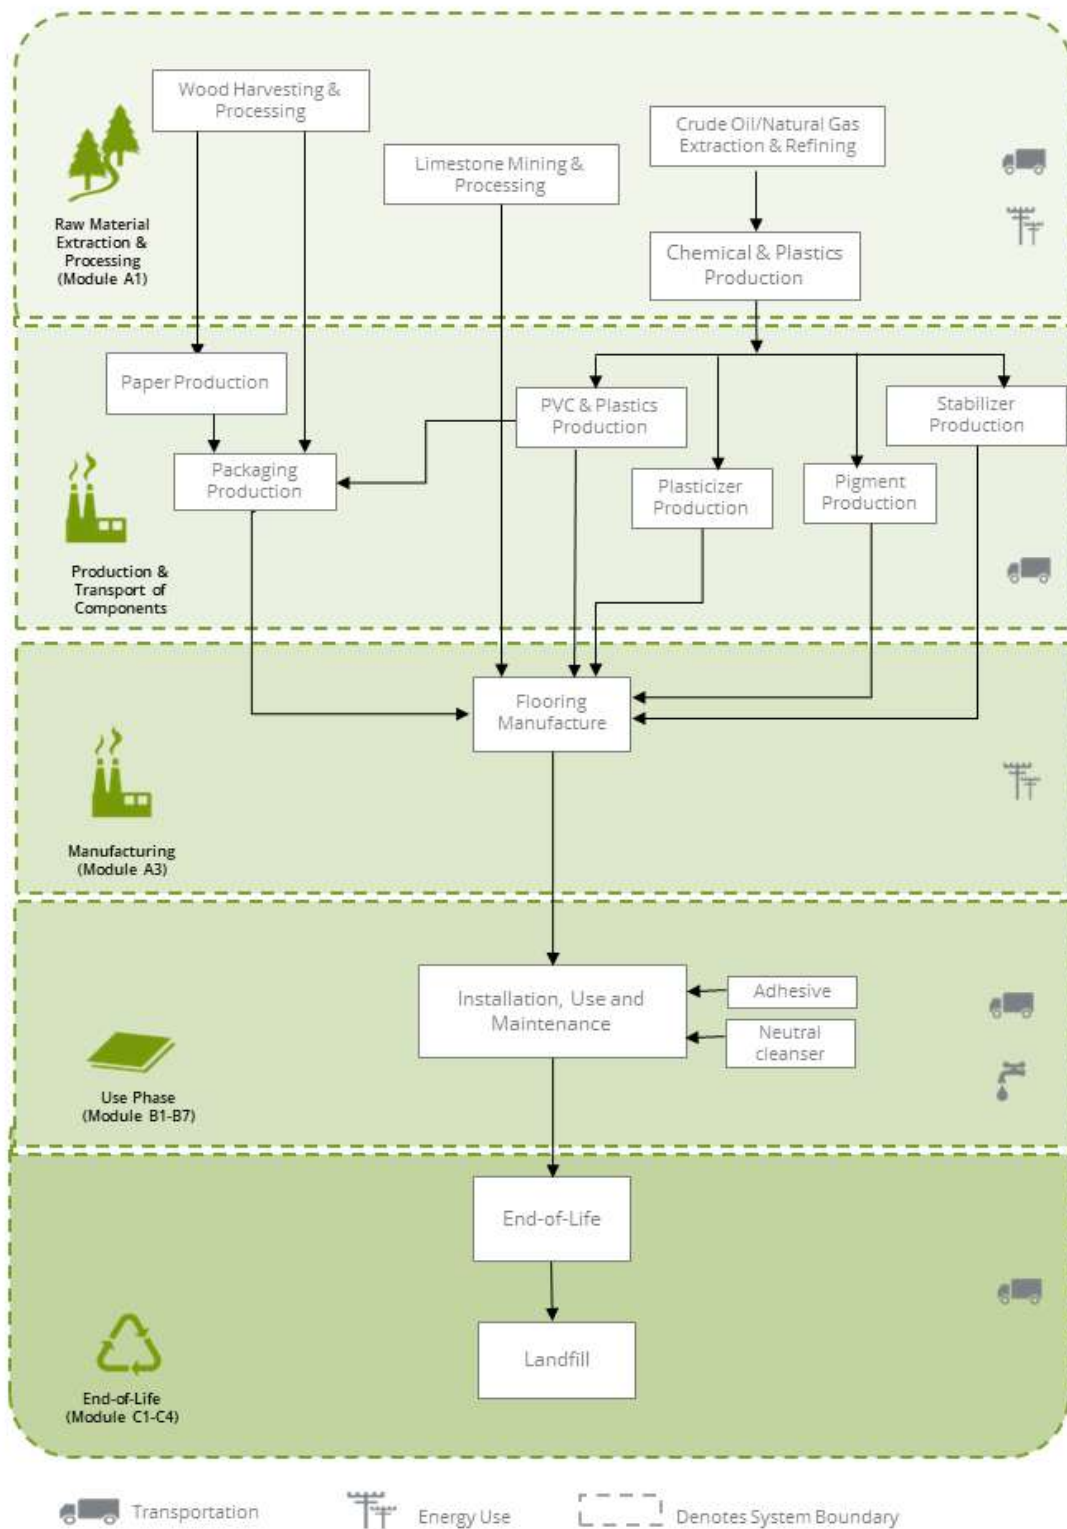 Wood Harvesting &
Processing
Crude Oil/Natural Gas
Extraction & Refining
Limestone Mining &
Processing
Raw Material
Extraction &
Processing
(Module A1)
Chemical & Plastics
Production
Paper Production
PVC & Plastics
Production
Stabilizer
Production
Packaging
Production
Plasticizer
Production
Pigment
Production
Production &
Transport of
Components
Flooring
Manufacture
Manufacturing
(Module A3)
Installation, Use and
Maintenance
Adhesive
Neutral
cleanser
Use Phase
(Module B1-B7)
End-of-Life
Landfill
End-of-Life
(Module C1-C4)
Transportation
Energy Use
Denotes System Boundary